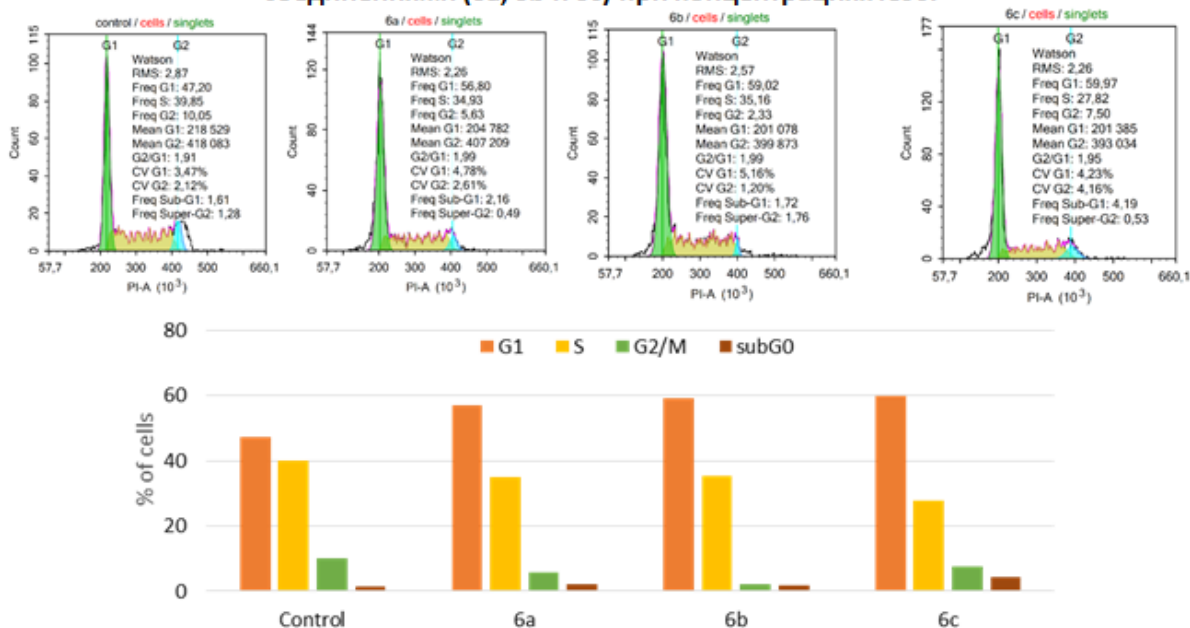 control / cells / singlets
115
100
80
60
40
20
0
Count
G1
G2
Watson
RMS: 2,87
Freq G1: 47,20
Freq S: 39,85
Freq G2: 10,05
Mean G1: 218 529
Mean G2: 418 083
G2/G1: 1,91
CV G1: 3,47%
CV G2: 2,12%
Freq Sub-G1: 1,61
Freq Super-G2: 1,28
57,7 200 300 400 500 660,1
PI-A (10³)
6a / cells / singlets
144
120
80
40
0
Count
G1
G2
Watson
RMS: 2,26
Freq G1: 56,80
Freq S: 34,93
Freq G2: 5,63
Mean G1: 204 782
Mean G2: 407 209
G2/G1: 1,99
CV G1: 4,78%
CV G2: 2,61%
Freq Sub-G1: 2,16
Freq Super-G2: 0,49
57,7 200 300 400 500 660,1
PI-A (10³)
6b / cells / singlets
115
100
80
60
40
20
0
Count
G1
G2
Watson
RMS: 2,57
Freq G1: 59,02
Freq S: 35,16
Freq G2: 2,33
Mean G1: 201 078
Mean G2: 399 873
G2/G1: 1,99
CV G1: 5,16%
CV G2: 1,20%
Freq Sub-G1: 1,72
Freq Super-G2: 1,76
57,7 200 300 400 500 660,1
PI-A (10³)
6c / cells / singlets
177
120
80
40
0
Count
G1
G2
Watson
RMS: 2,26
Freq G1: 59,97
Freq S: 27,82
Freq G2: 7,50
Mean G1: 201 385
Mean G2: 393 034
G2/G1: 1,95
CV G1: 4,23%
CV G2: 4,16%
Freq Sub-G1: 4,19
Freq Super-G2: 0,53
57,7 200 300 400 500 660,1
PI-A (10³)
G1 S G2/M subG0
80
60
40
20
0
% of cells
Control 6a 6b 6c